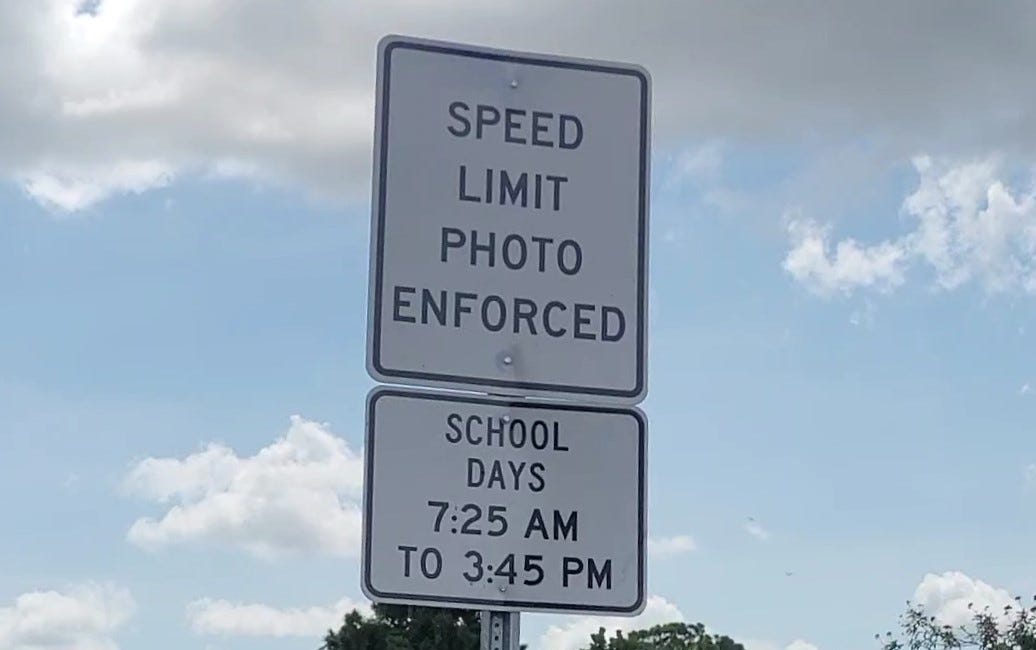 SPEED
LIMIT
PHOTO
ENFORCED
SCHOOL
DAYS
7:25 AM
TO 3:45 PM